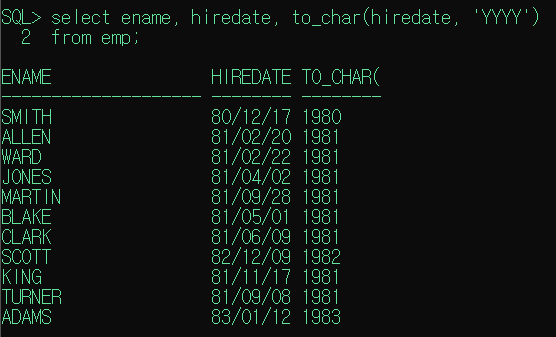 SQL> select ename, hiredate, to_char(hiredate, 'YYYY')
  2  from emp;
ENAME                HIREDATE TO_CHAR(
-------------------- -------- --------
SMITH                80/12/17 1980
ALLEN                81/02/20 1981
WARD                 81/02/22 1981
JONES                81/04/02 1981
MARTIN               81/09/28 1981
BLAKE                81/05/01 1981
CLARK                81/06/09 1981
SCOTT                82/12/09 1982
KING                 81/11/17 1981
TURNER               81/09/08 1981
ADAMS                83/01/12 1983